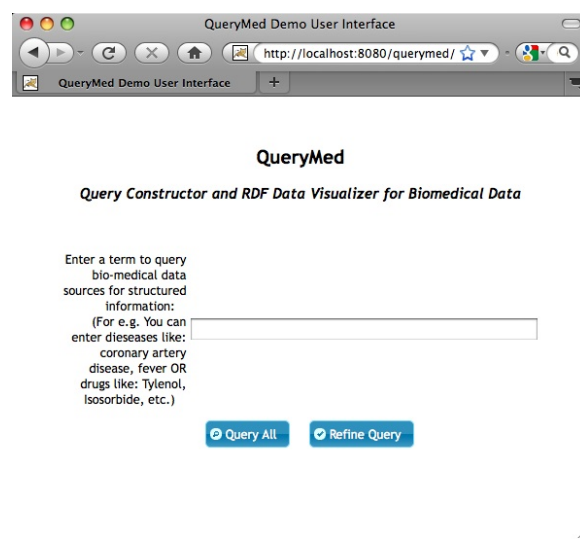 QueryMed Demo User Interface
http://localhost:8080/querymed/
QueryMed Demo User Interface
+
QueryMed
Query Constructor and RDF Data Visualizer for Biomedical Data
Enter a term to query
bio-medical data
sources for structured
information:
(For e.g. You can
enter dieseases like:
coronary artery
disease, fever OR
drugs like: Tylenol,
Isosorbide, etc.)
Query All Refine Query